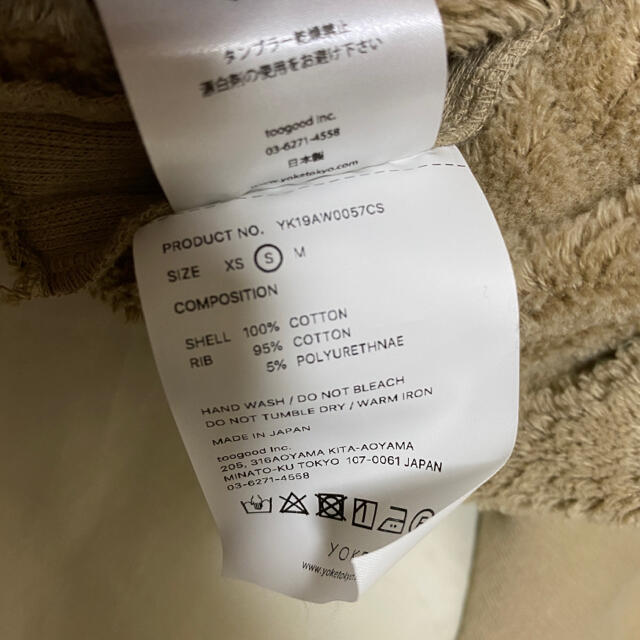 タンブラー乾燥禁止
漂白剤の使用をお避け下さい
toogood Inc.
03-6271-4558
日本製
www.yoketokyo.com
PRODUCT NO. YK19AW0057CS
SIZE XS S M
COMPOSITION
SHELL 100% COTTON
RIB 95% COTTON
5% POLYURETHNAE
HAND WASH / DO NOT BLEACH
DO NOT TUMBLE DRY / WARM IRON
MADE IN JAPAN
toogood Inc.
205, 316AOYAMA KITA-AOYAMA
MINATO-KU TOKYO 107-0061 JAPAN
03-6271-4558